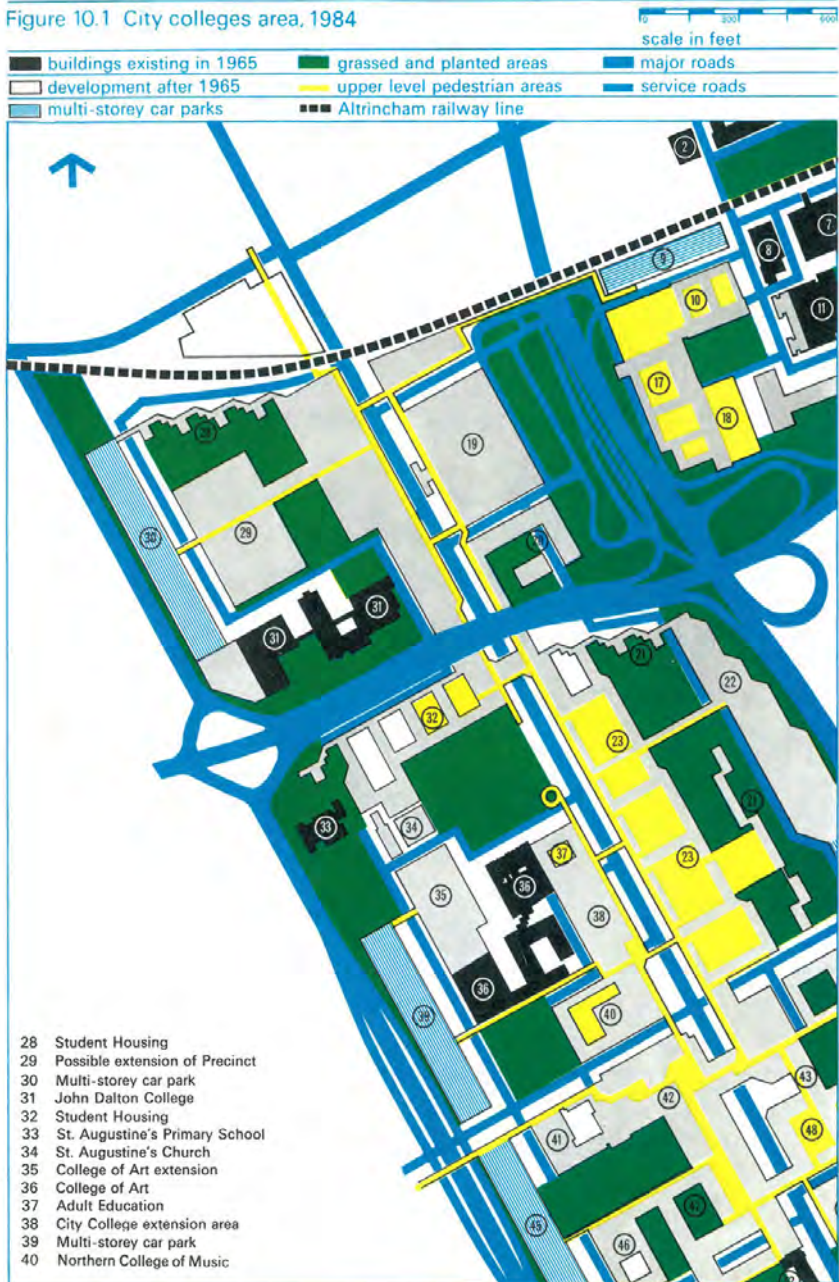 Figure 10.1 City colleges area, 1984
0 300 600
scale in feet
buildings existing in 1965
grassed and planted areas
major roads
development after 1965
upper level pedestrian areas
service roads
multi-storey car parks
Altrincham railway line
2
7
8
9
10
11
17
18
19
28
29
30
31
31
20
21
22
32
23
33
34
21
37
23
35
36
38
36
39
40
43
42
41
48
45
46
28 Student Housing
29 Possible extension of Precinct
30 Multi-storey car park
31 John Dalton College
32 Student Housing
33 St. Augustine's Primary School
34 St. Augustine's Church
35 College of Art extension
36 College of Art
37 Adult Education
38 City College extension area
39 Multi-storey car park
40 Northern College of Music